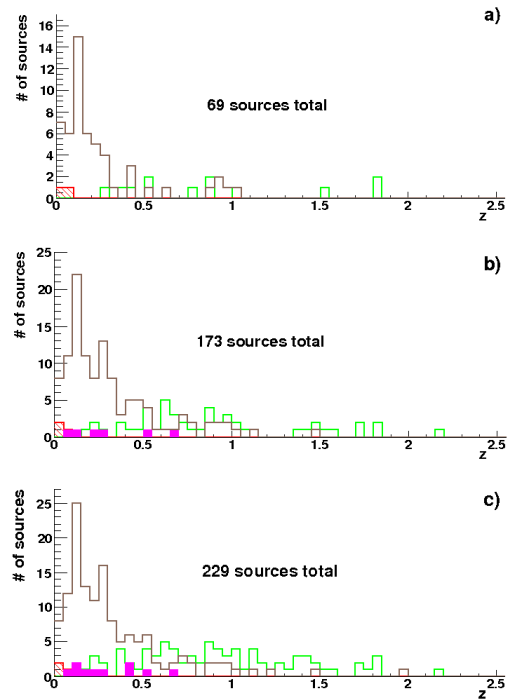 a)
# of sources
16
14
12
10
8
6
4
2
0
69 sources total
0 0.5 1 1.5 2 2.5
z
b)
# of sources
25
20
15
10
5
0
173 sources total
0 0.5 1 1.5 2 2.5
z
c)
# of sources
25
20
15
10
5
0
229 sources total
0 0.5 1 1.5 2 2.5
z